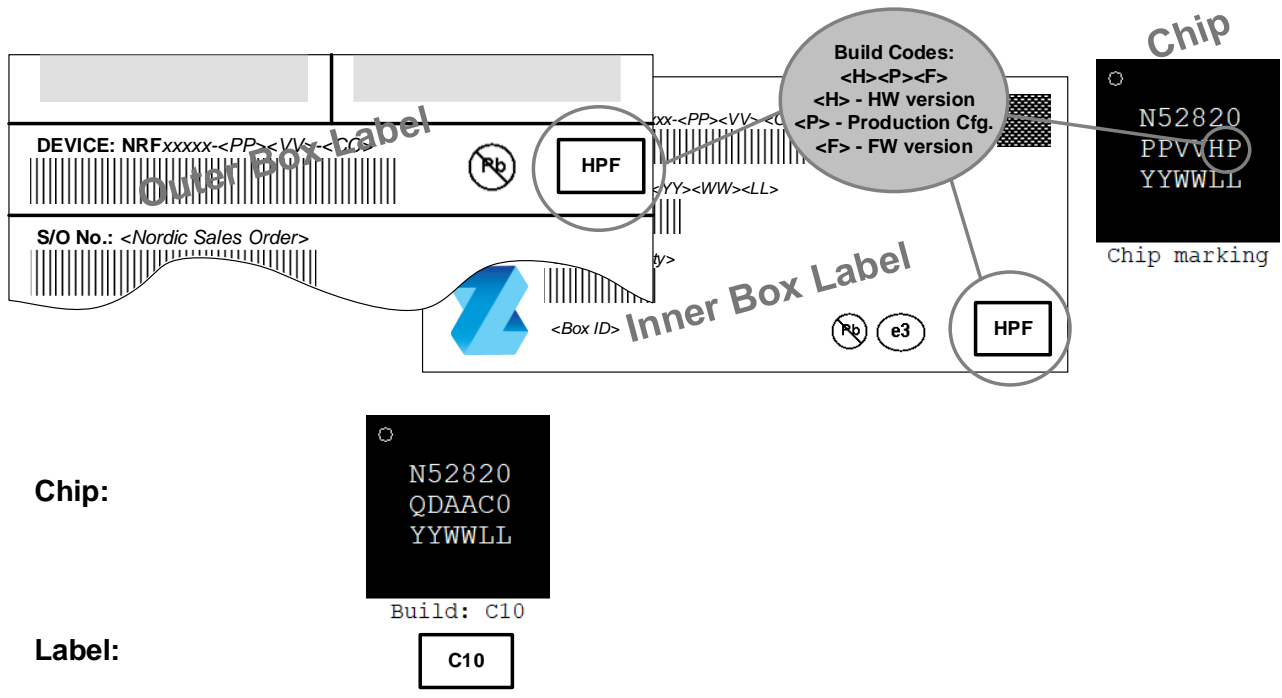 Chip
Build Codes:
<H><P><F>
<H> - HW version
<P> - Production Cfg.
<F> - FW version
N52820
PPVVHP
YYWWLL
Chip marking
Outer Box Label
DEVICE: NRFxxxxx-<PP><VV>-<CC>
Pb
HPF
S/O No.: <Nordic Sales Order>
xx-<PP><VV>-<C
<YY><WW><LL>
ty>
<Box ID>
Inner Box Label
Pb
e3
HPF
Chip:
N52820
QDAAC0
YYWWLL
Build: C10
Label:
C10